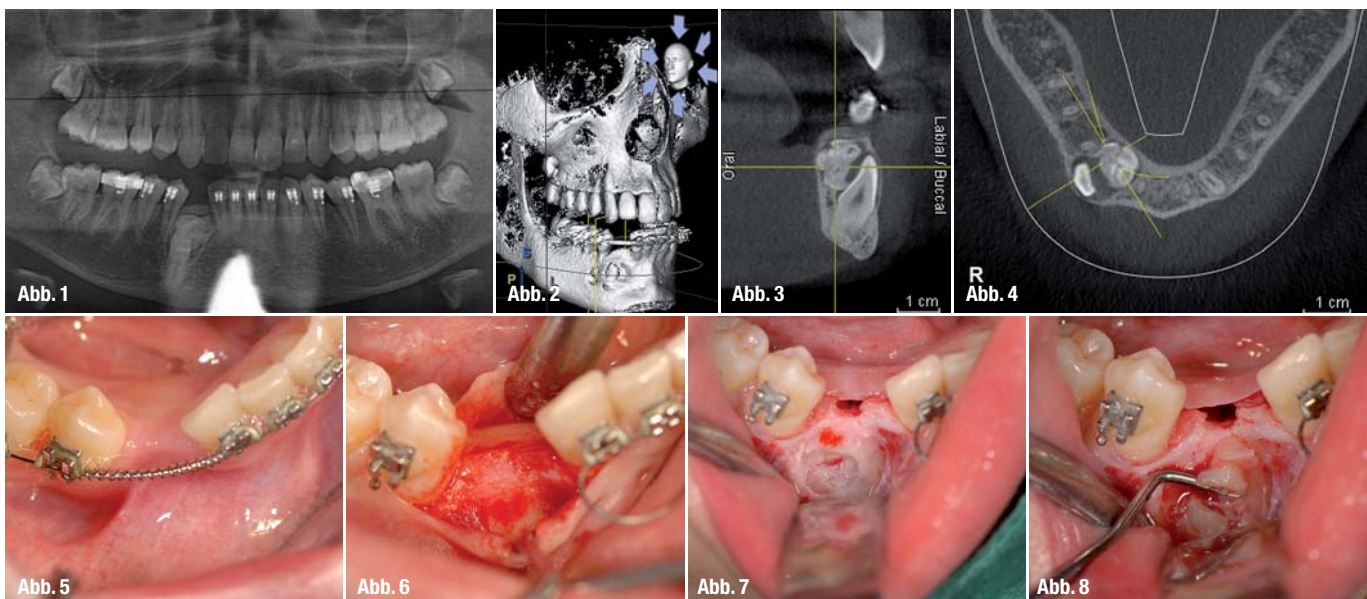 Abb. 1
Abb. 2
P
S
L
Abb. 3
Oral
Labial / Buccal
1 cm
Abb. 4
R
1 cm
Abb. 5
Abb. 6
Abb. 7
Abb. 8